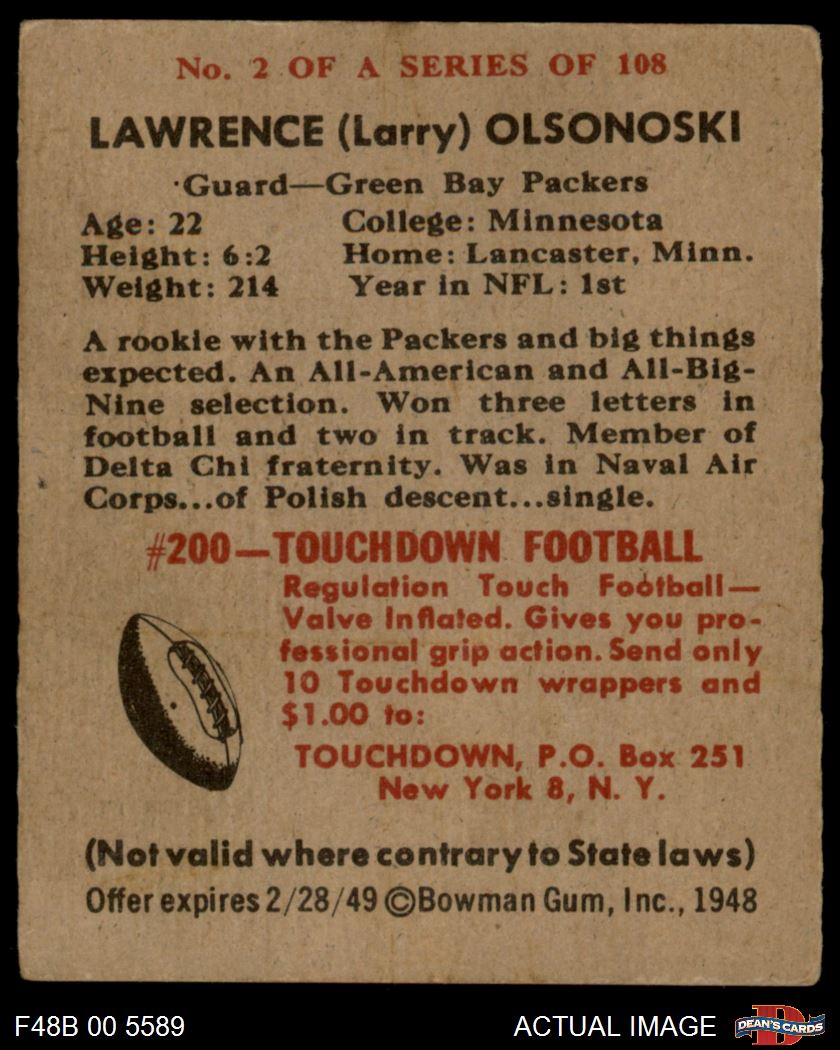 No. 2 OF A SERIES OF 108
LAWRENCE (Larry) OLSONOSKI
Guard—Green Bay Packers
Age: 22 College: Minnesota
Height: 6:2 Home: Lancaster, Minn.
Weight: 214 Year in NFL: 1st
A rookie with the Packers and big things
expected. An All-American and All-Big-
Nine selection. Won three letters in
football and two in track. Member of
Delta Chi fraternity. Was in Naval Air
Corps...of Polish descent...single.
#200—TOUCHDOWN FOOTBALL
Regulation Touch Football—
Valve Inflated. Gives you pro-
fessional grip action. Send only
10 Touchdown wrappers and
$1.00 to:
TOUCHDOWN, P.O. Box 251
New York 8, N. Y.
(Not valid where contrary to State laws)
Offer expires 2/28/49 ©Bowman Gum, Inc., 1948
F48B 00 5589 ACTUAL IMAGE DEAN'S CARDS